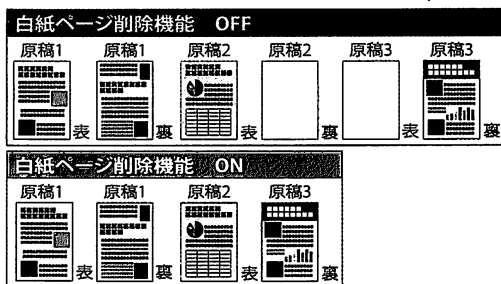 白紙ページ削除機能 OFF
原稿1 原稿1 原稿2 原稿2 原稿3 原稿3
表 裏 表 裏 表 裏
白紙ページ削除機能 ON
原稿1 原稿1 原稿2 原稿3
表 裏 表 裏